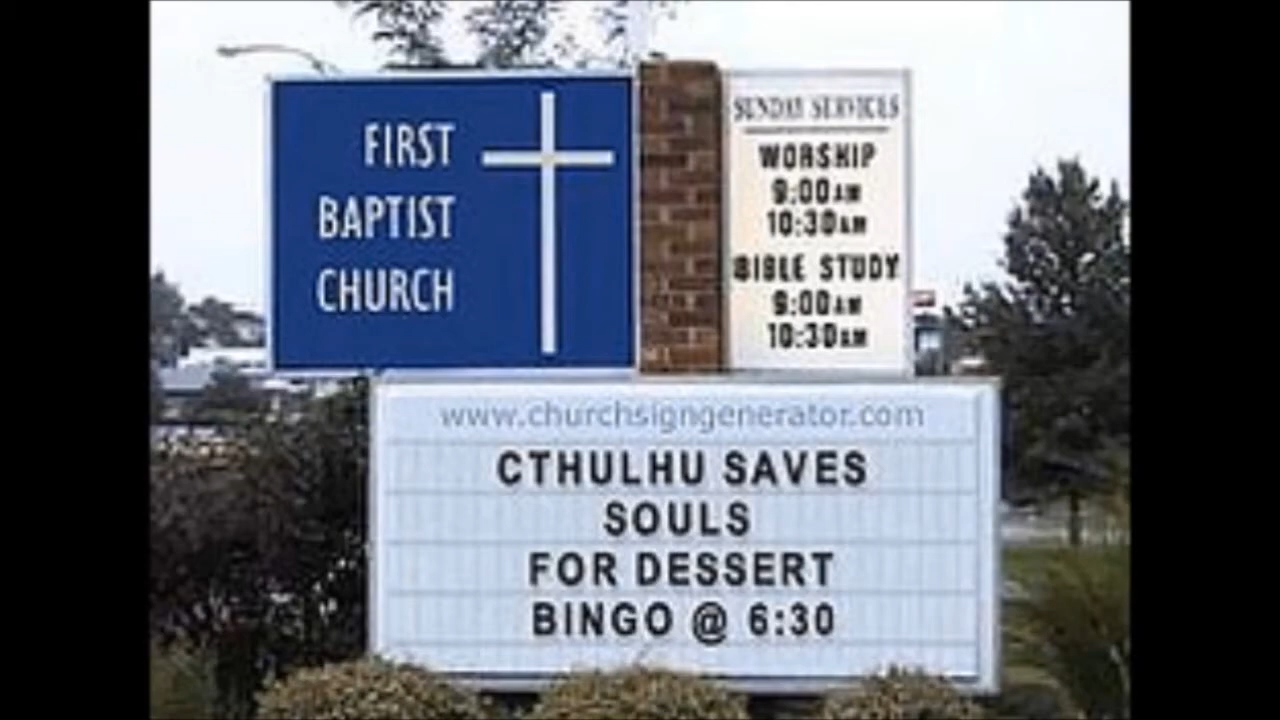 FIRST
BAPTIST
CHURCH
SUNDAY SERVICES
WORSHIP
9:00AM
10:30AM
BIBLE STUDY
9:00AM
10:30AM
www.churchsigngenerator.com
CTHULHU SAVES
SOULS
FOR DESSERT
BINGO @ 6:30